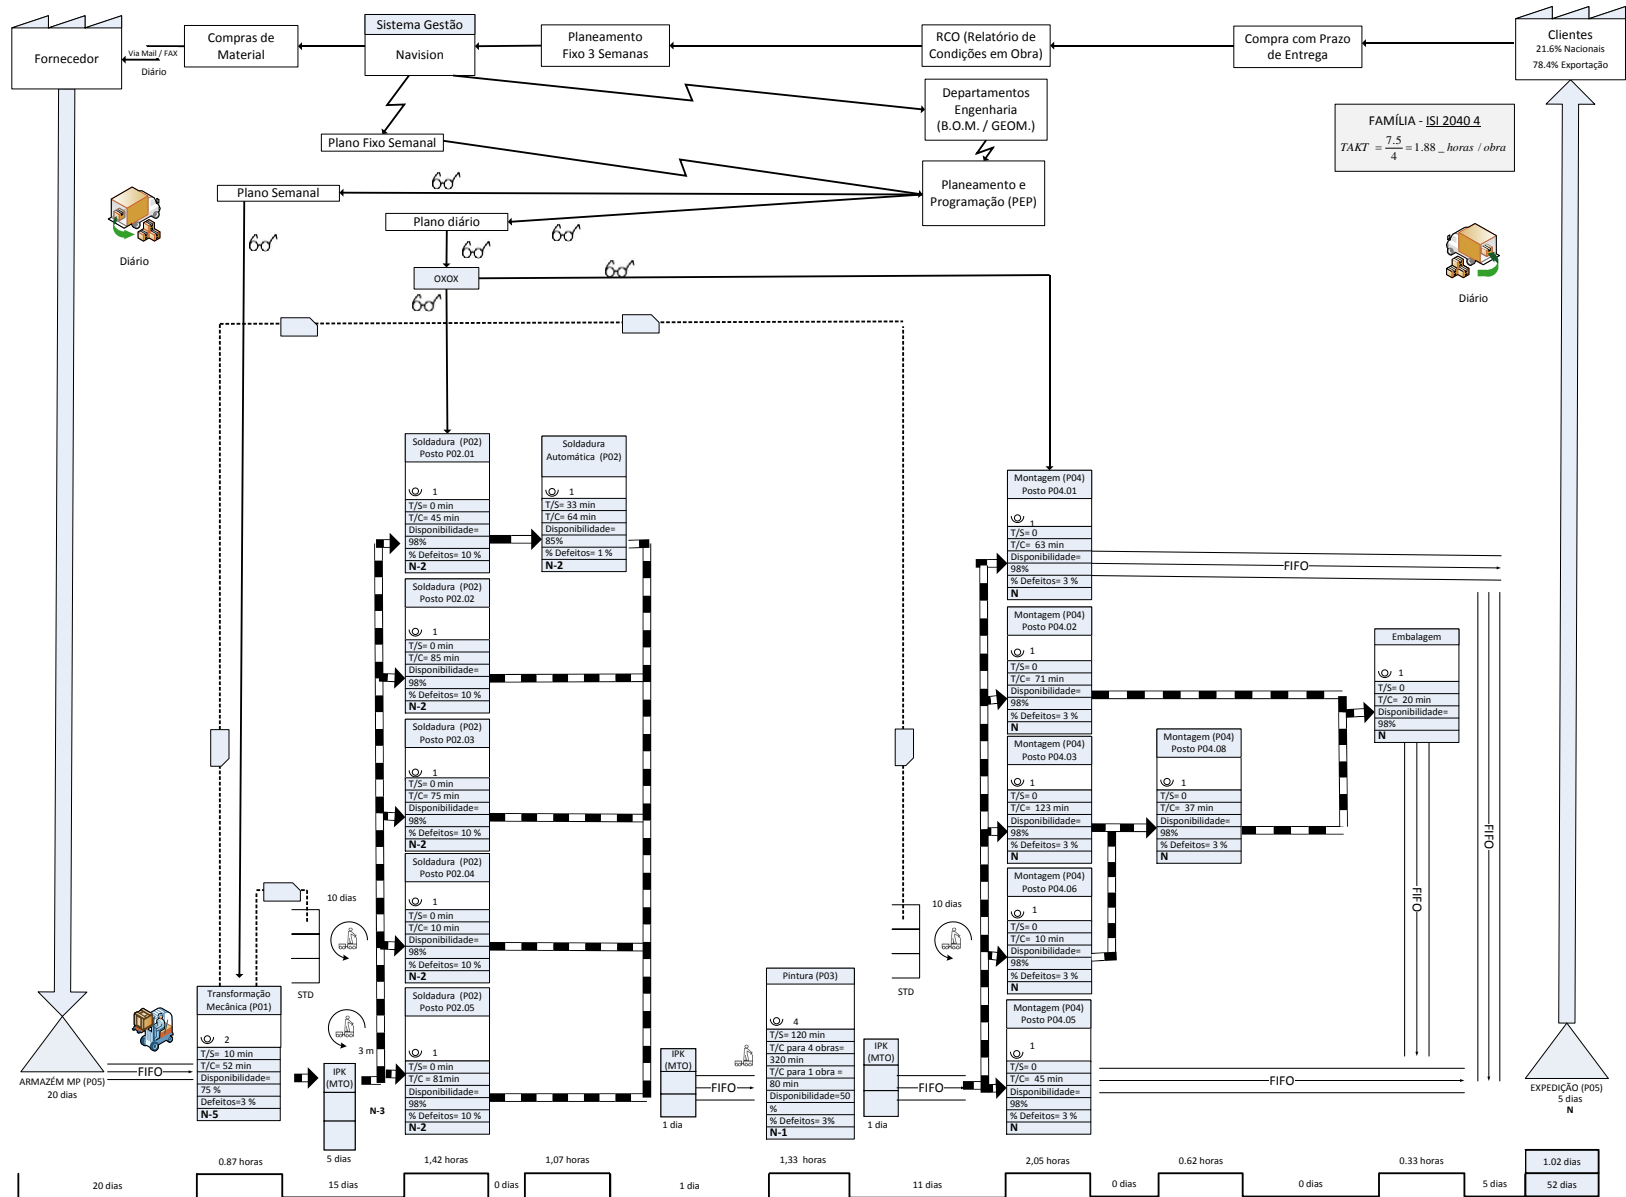 Fornecedor
Via Mail / FAX
Diário
Compras de
Material
Sistema Gestão
Navision
Planeamento
Fixo 3 Semanas
RCO (Relatório de
Condições em Obra)
Compra com Prazo
de Entrega
Clientes
21.6% Nacionais
78.4% Exportação
Departamentos
Engenharia
(B.O.M. / GEOM.)
FAMÍLIA - ISI 2040 4
TAKT = 7.5/4 = 1.88 _ horas / obra
Plano Fixo Semanal
Planeamento e
Programação (PEP)
Plano Semanal
Plano diário
OXOX
Diário
Diário
Soldadura (P02)
Posto P02.01
1
T/S= 0 min
T/C= 45 min
Disponibilidade=
98%
% Defeitos= 10 %
N-2
Soldadura
Automática (P02)
1
T/S= 33 min
T/C= 64 min
Disponibilidade=
85%
% Defeitos= 1 %
N-2
Soldadura (P02)
Posto P02.02
1
T/S= 0 min
T/C= 85 min
Disponibilidade=
98%
% Defeitos= 10 %
N-2
Soldadura (P02)
Posto P02.03
1
T/S= 0 min
T/C= 75 min
Disponibilidade=
98%
% Defeitos= 10 %
N-2
Soldadura (P02)
Posto P02.04
1
T/S= 0 min
T/C= 10 min
Disponibilidade=
98%
% Defeitos= 10 %
N-2
Soldadura (P02)
Posto P02.05
1
T/S= 0 min
T/C = 81min
Disponibilidade=
98%
% Defeitos= 10 %
N-2
Montagem (P04)
Posto P04.01
1
T/S= 0
T/C= 63 min
Disponibilidade=
98%
% Defeitos= 3 %
N
FIFO
Montagem (P04)
Posto P04.02
1
T/S= 0
T/C= 71 min
Disponibilidade=
98%
% Defeitos= 3 %
N
Montagem (P04)
Posto P04.03
1
T/S= 0
T/C= 123 min
Disponibilidade=
98%
% Defeitos= 3 %
N
Montagem (P04)
Posto P04.08
1
T/S= 0
T/C= 37 min
Disponibilidade=
98%
% Defeitos= 3 %
N
Embalagem
1
T/S= 0
T/C= 20 min
Disponibilidade=
98%
N
FIFO
FIFO
Montagem (P04)
Posto P04.06
1
T/S= 0
T/C= 10 min
Disponibilidade=
98%
% Defeitos= 3 %
N
Montagem (P04)
Posto P04.05
1
T/S= 0
T/C= 45 min
Disponibilidade=
98%
% Defeitos= 3 %
N
FIFO
10 dias
STD
10 dias
STD
ARMAZÉM MP (P05)
20 dias
FIFO
Transformação
Mecânica (P01)
2
T/S= 10 min
T/C= 52 min
Disponibilidade=
75 %
Defeitos=3 %
N-5
3 m
IPK
(MTO)
N-3
5 dias
IPK
(MTO)
1 dia
FIFO
Pintura (P03)
4
T/S= 120 min
T/C para 4 obras=
320 min
T/C para 1 obra =
80 min
Disponibilidade=50
%
% Defeitos= 3%
N-1
IPK
(MTO)
1 dia
FIFO
EXPEDIÇÃO (P05)
5 dias
N
0.87 horas
1,42 horas
1,07 horas
1,33 horas
2,05 horas
0.62 horas
0.33 horas
1.02 dias
20 dias
15 dias
0 dias
1 dia
11 dias
0 dias
0 dias
5 dias
52 dias